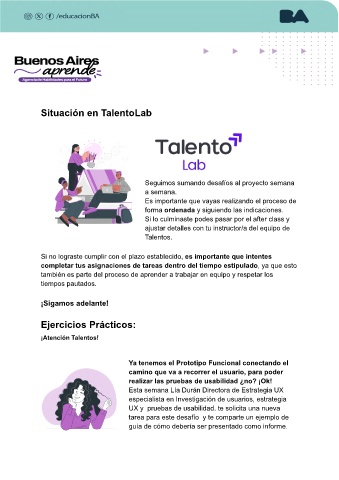 /educacionBA
BA
Buenos Aires
aprende
Agencia de Habilidades para el Futuro
Situación en TalentoLab
Talento
Lab
Seguimos sumando desafíos al proyecto semana
a semana.
Es importante que vayas realizando el proceso de
forma ordenada y siguiendo las indicaciones.
Si lo culminaste podes pasar por el after class y
ajustar detalles con tu instructor/a del equipo de
Talentos.
Si no lograste cumplir con el plazo establecido, es importante que intentes
completar tus asignaciones de tareas dentro del tiempo estipulado, ya que esto
también es parte del proceso de aprender a trabajar en equipo y respetar los
tiempos pautados.
¡Sigamos adelante!
Ejercicios Prácticos:
¡Atención Talentos!
Ya tenemos el Prototipo Funcional conectando el
camino que va a recorrer el usuario, para poder
realizar las pruebas de usabilidad ¿no? ¡Ok!
Esta semana Lía Durán Directora de Estrategia UX
especialista en Investigación de usuarios, estrategia
UX y pruebas de usabilidad, te solicita una nueva
tarea para este desafío y te comparte un ejemplo de
guía de cómo debería ser presentado como informe.